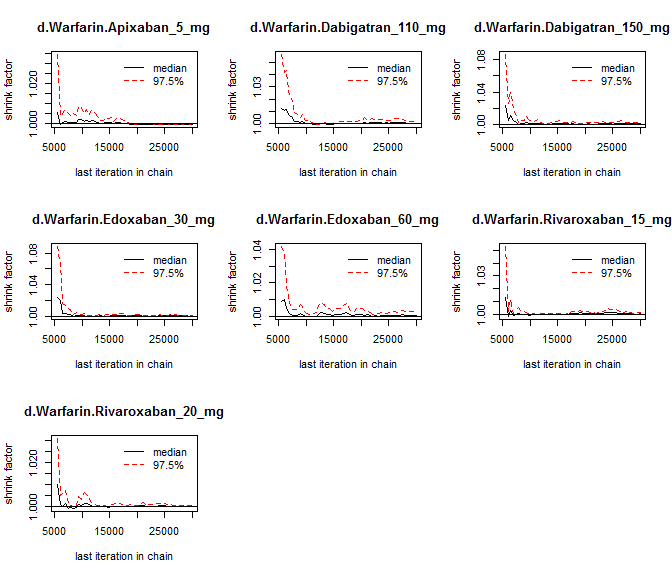 d.Warfarin.Apixaban_5_mg
shrink factor
1.000
1.020
median
97.5%
5000
15000
25000
last iteration in chain
d.Warfarin.Dabigatran_110_mg
shrink factor
1.00
1.03
median
97.5%
5000
15000
25000
last iteration in chain
d.Warfarin.Dabigatran_150_mg
shrink factor
1.00
1.04
1.08
median
97.5%
5000
15000
25000
last iteration in chain
d.Warfarin.Edoxaban_30_mg
shrink factor
1.00
1.04
1.08
median
97.5%
5000
15000
25000
last iteration in chain
d.Warfarin.Edoxaban_60_mg
shrink factor
1.00
1.02
1.04
median
97.5%
5000
15000
25000
last iteration in chain
d.Warfarin.Rivaroxaban_15_mg
shrink factor
1.00
1.03
median
97.5%
5000
15000
25000
last iteration in chain
d.Warfarin.Rivaroxaban_20_mg
shrink factor
1.000
1.020
median
97.5%
5000
15000
25000
last iteration in chain